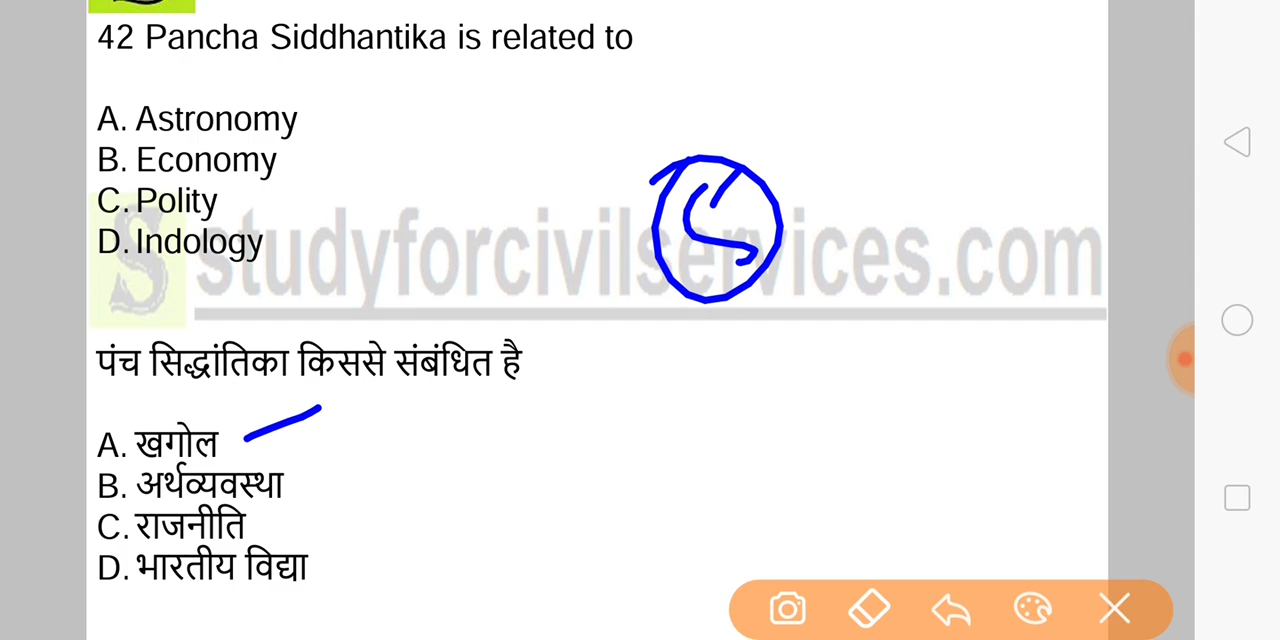 42 Pancha Siddhantika is related to
A. Astronomy
B. Economy
C. Polity
D. Indology
studyforcivilservices.com
पंच सिद्धांतिका किससे संबंधित है
A. खगोल
B. अर्थव्यवस्था
C. राजनीति
D. भारतीय विद्या